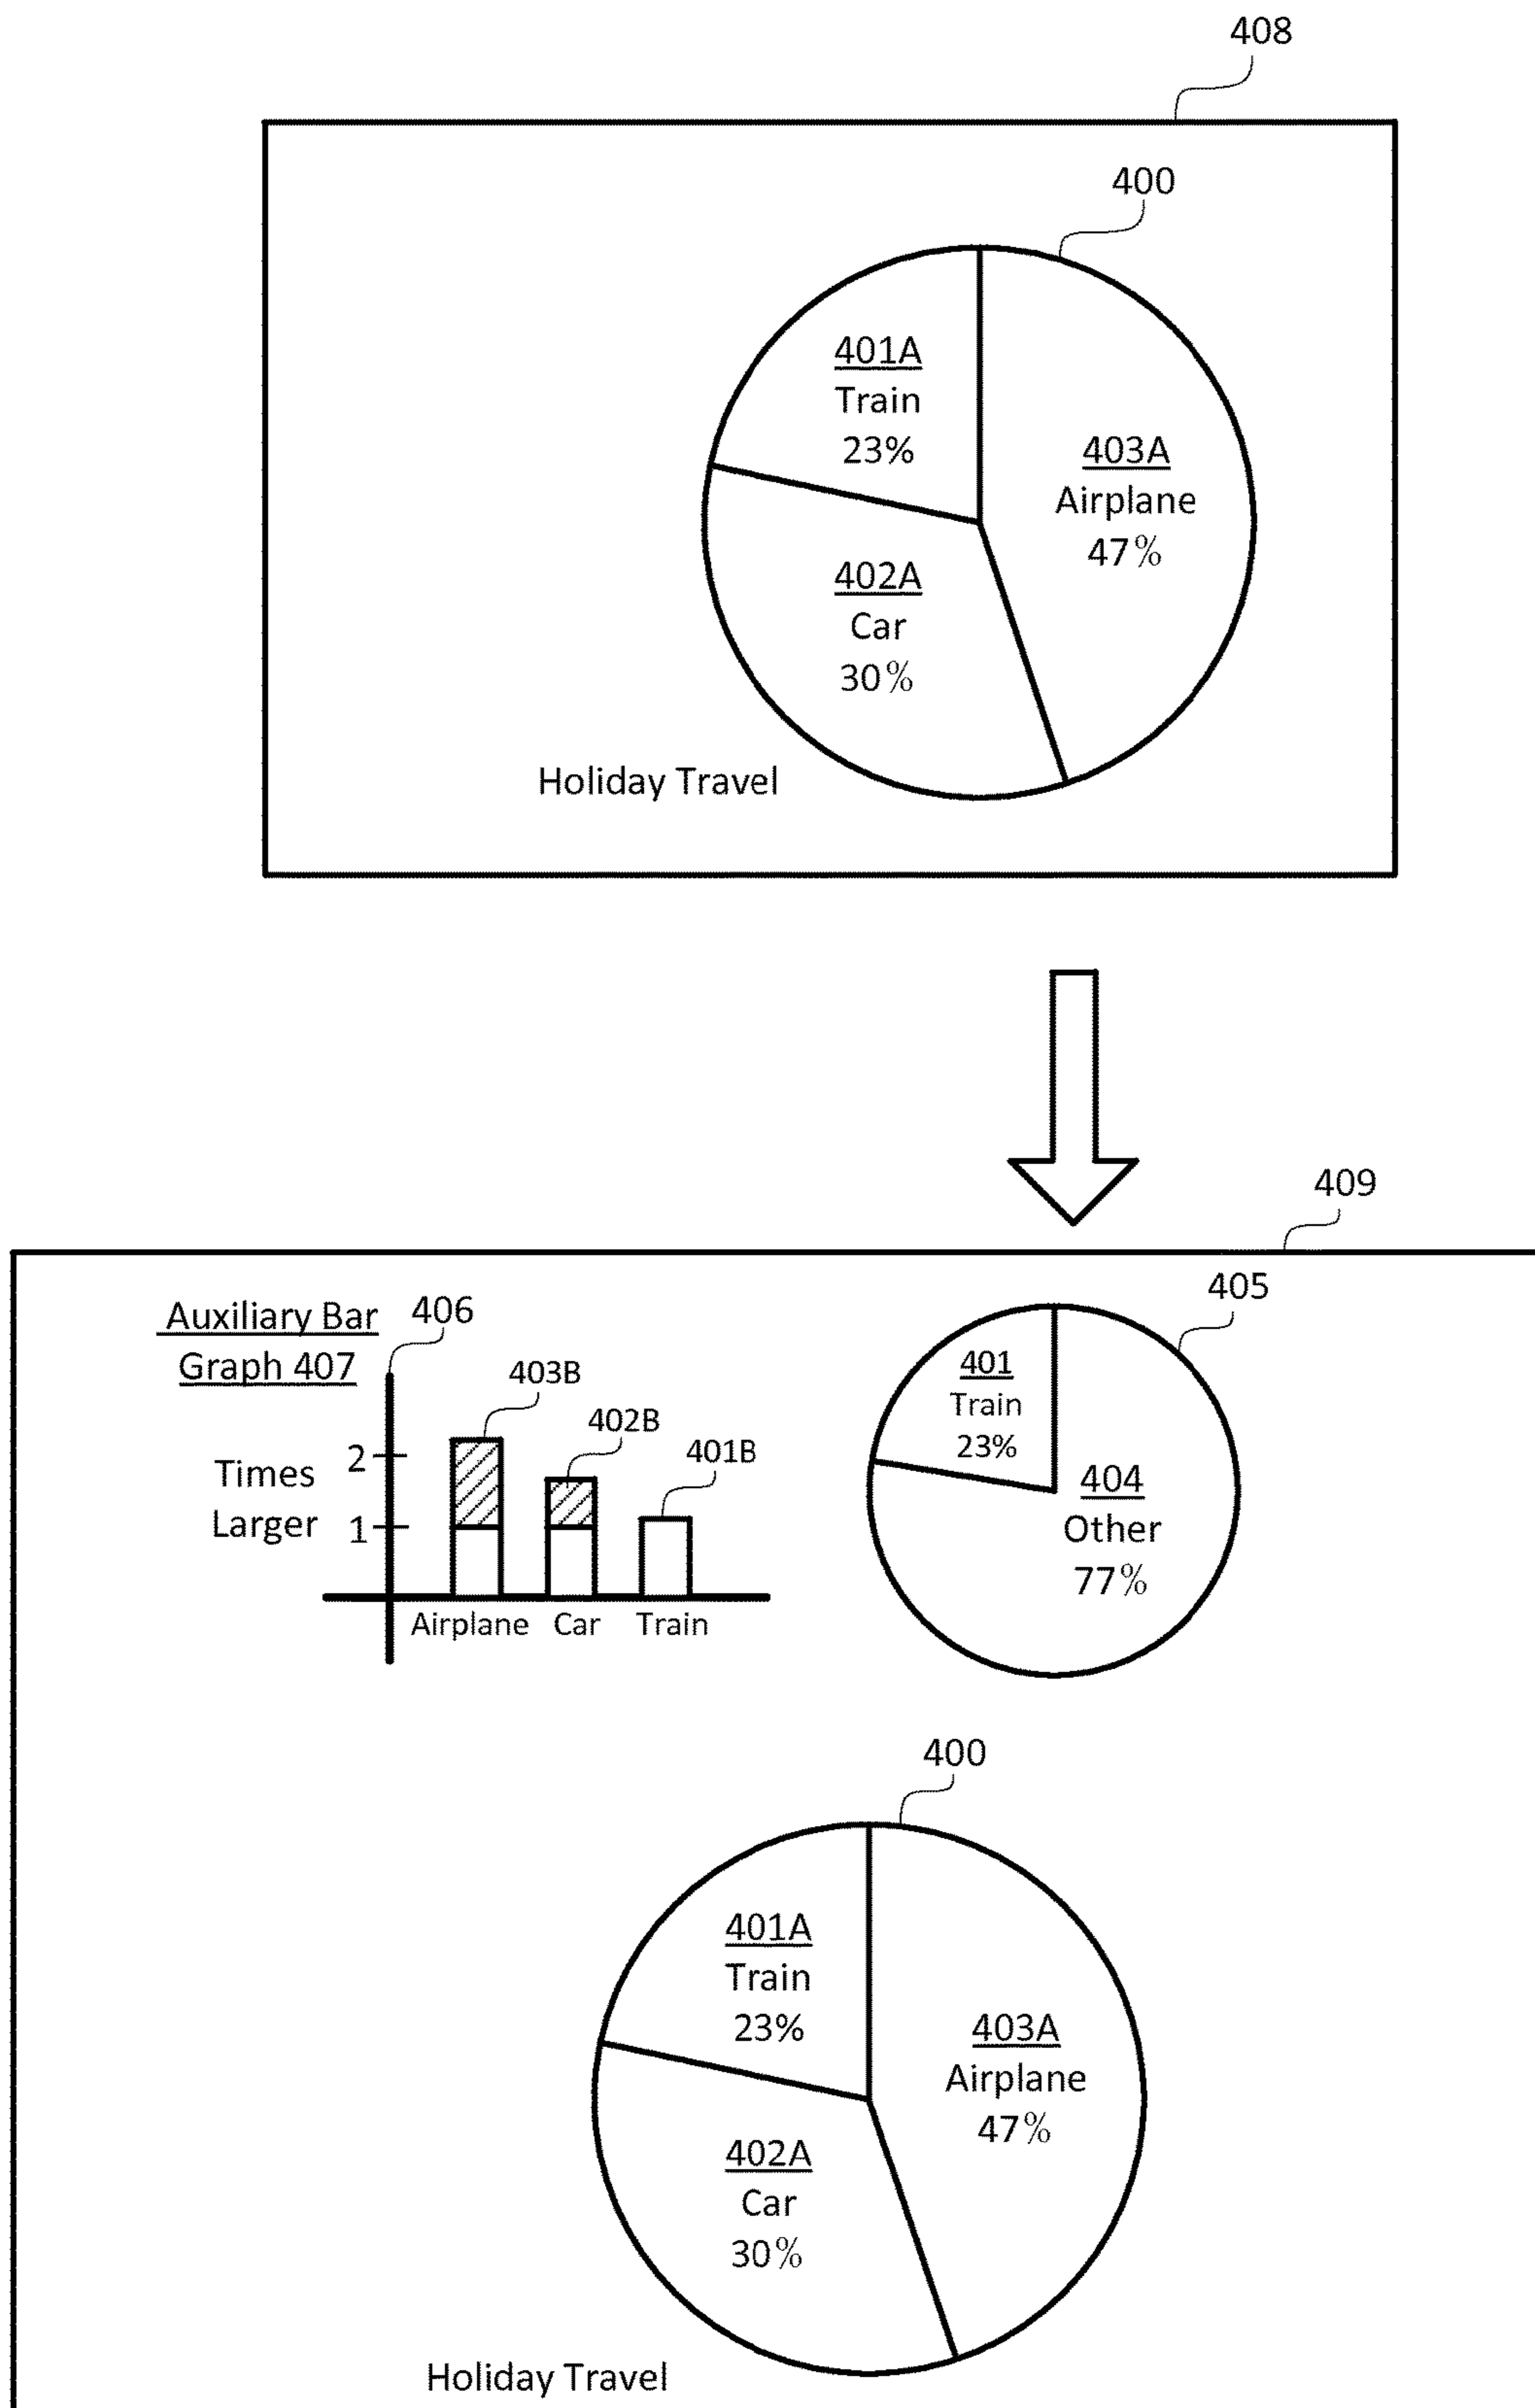 408
400
401A
Train
23%
403A
Airplane
47%
402A
Car
30%
Holiday Travel
409
Auxiliary Bar
Graph 407
406
403B
402B
401B
Times
Larger
2
1
Airplane Car Train
405
401
Train
23%
404
Other
77%
400
401A
Train
23%
403A
Airplane
47%
402A
Car
30%
Holiday Travel